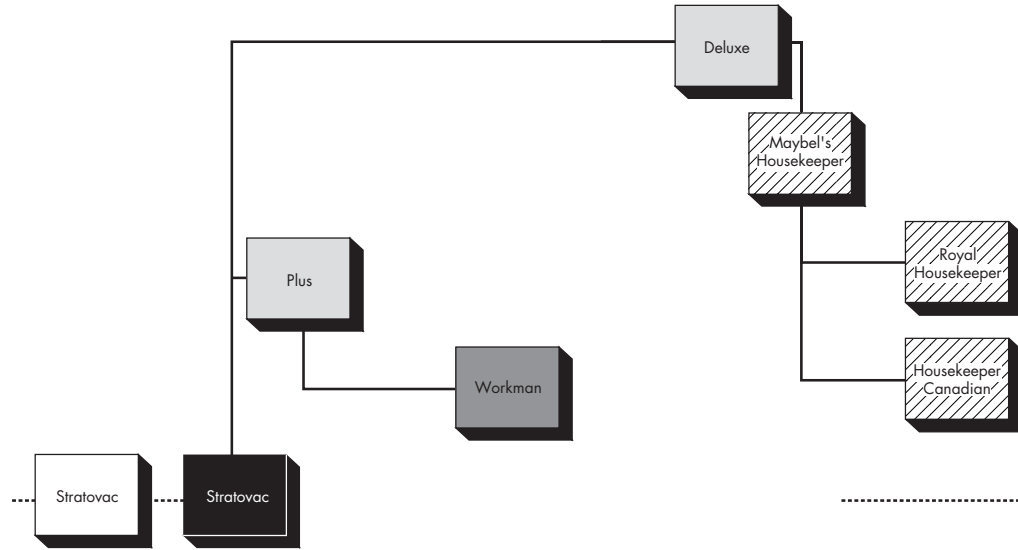 Deluxe
Maybel's
Housekeeper
Plus
Royal
Housekeeper
Workman
Housekeeper
Canadian
Stratovac
Stratovac